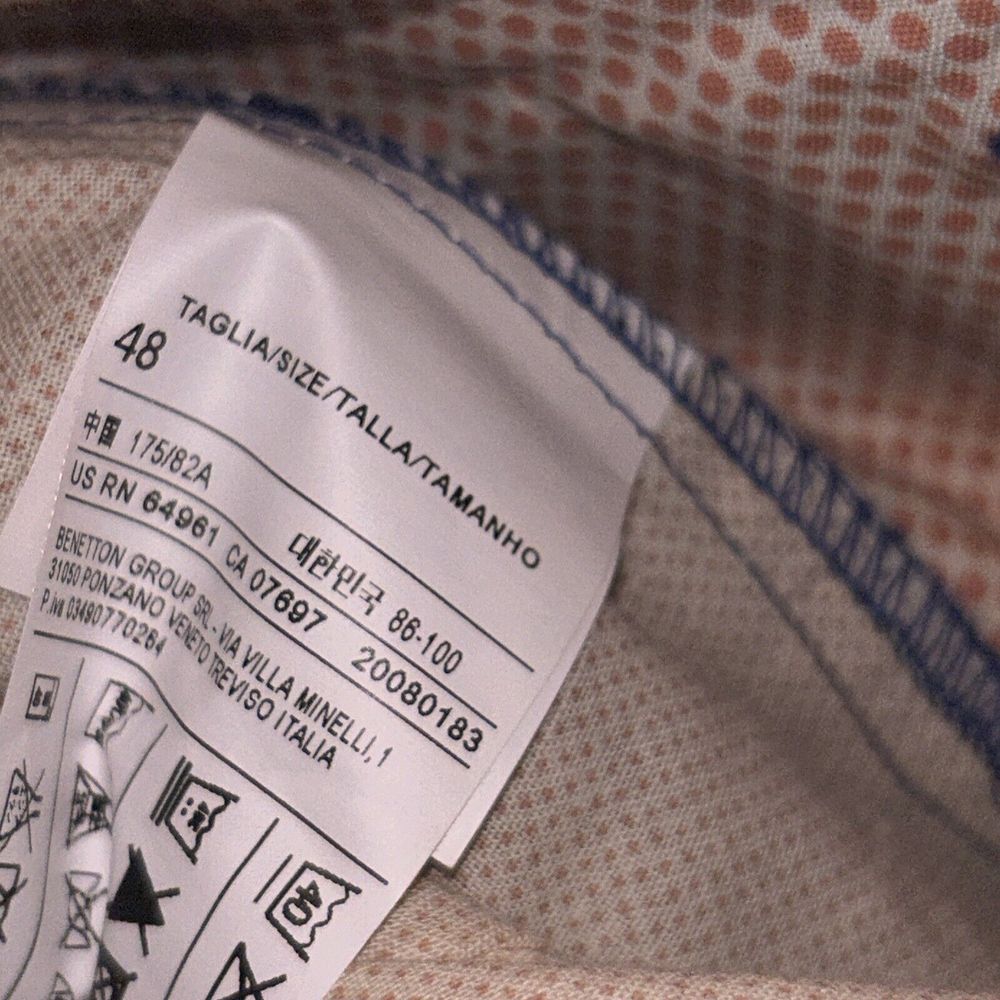 TAGLIA/SIZE/TALLA/TAMANHO
48
中国 175/82A 대한민국 86-100
US RN 64961 CA 07697 20080183
BENETTON GROUP SRL - VIA VILLA MINELLI, 1
31050 PONZANO VENETO TREVISO ITALIA
P.iva 03490770264
40